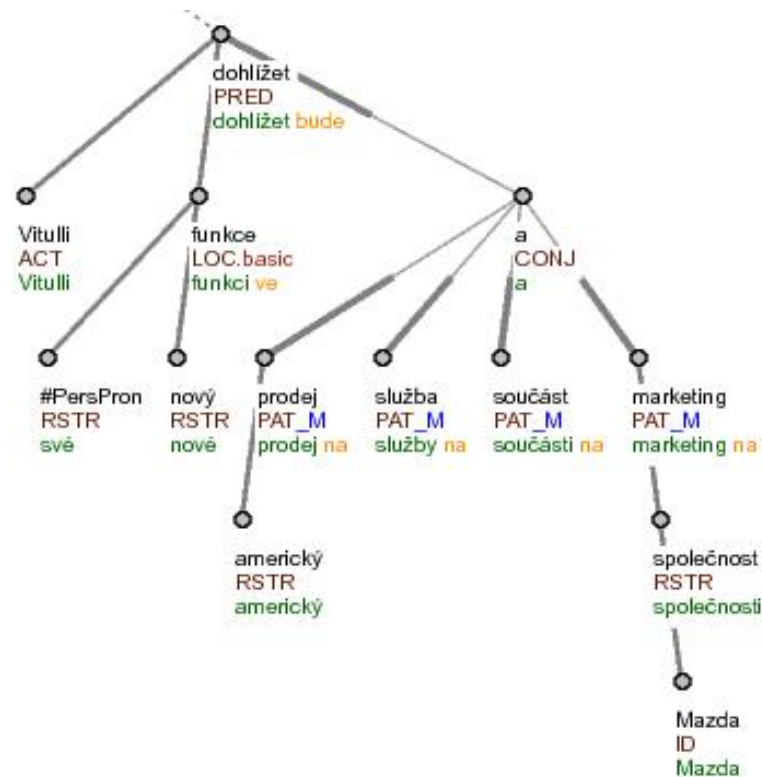 dohlížet
PRED
dohlížet bude
Vitulli
ACT
Vitulli
funkce
LOC.basic
funkci ve
a
CONJ
a
#PersPron
RSTR
své
nový
RSTR
nové
prodej
PAT_M
prodej na
služba
PAT_M
služby na
součást
PAT_M
součásti na
marketing
PAT_M
marketing na
americký
RSTR
americký
společnost
RSTR
společnosti
Mazda
ID
Mazda